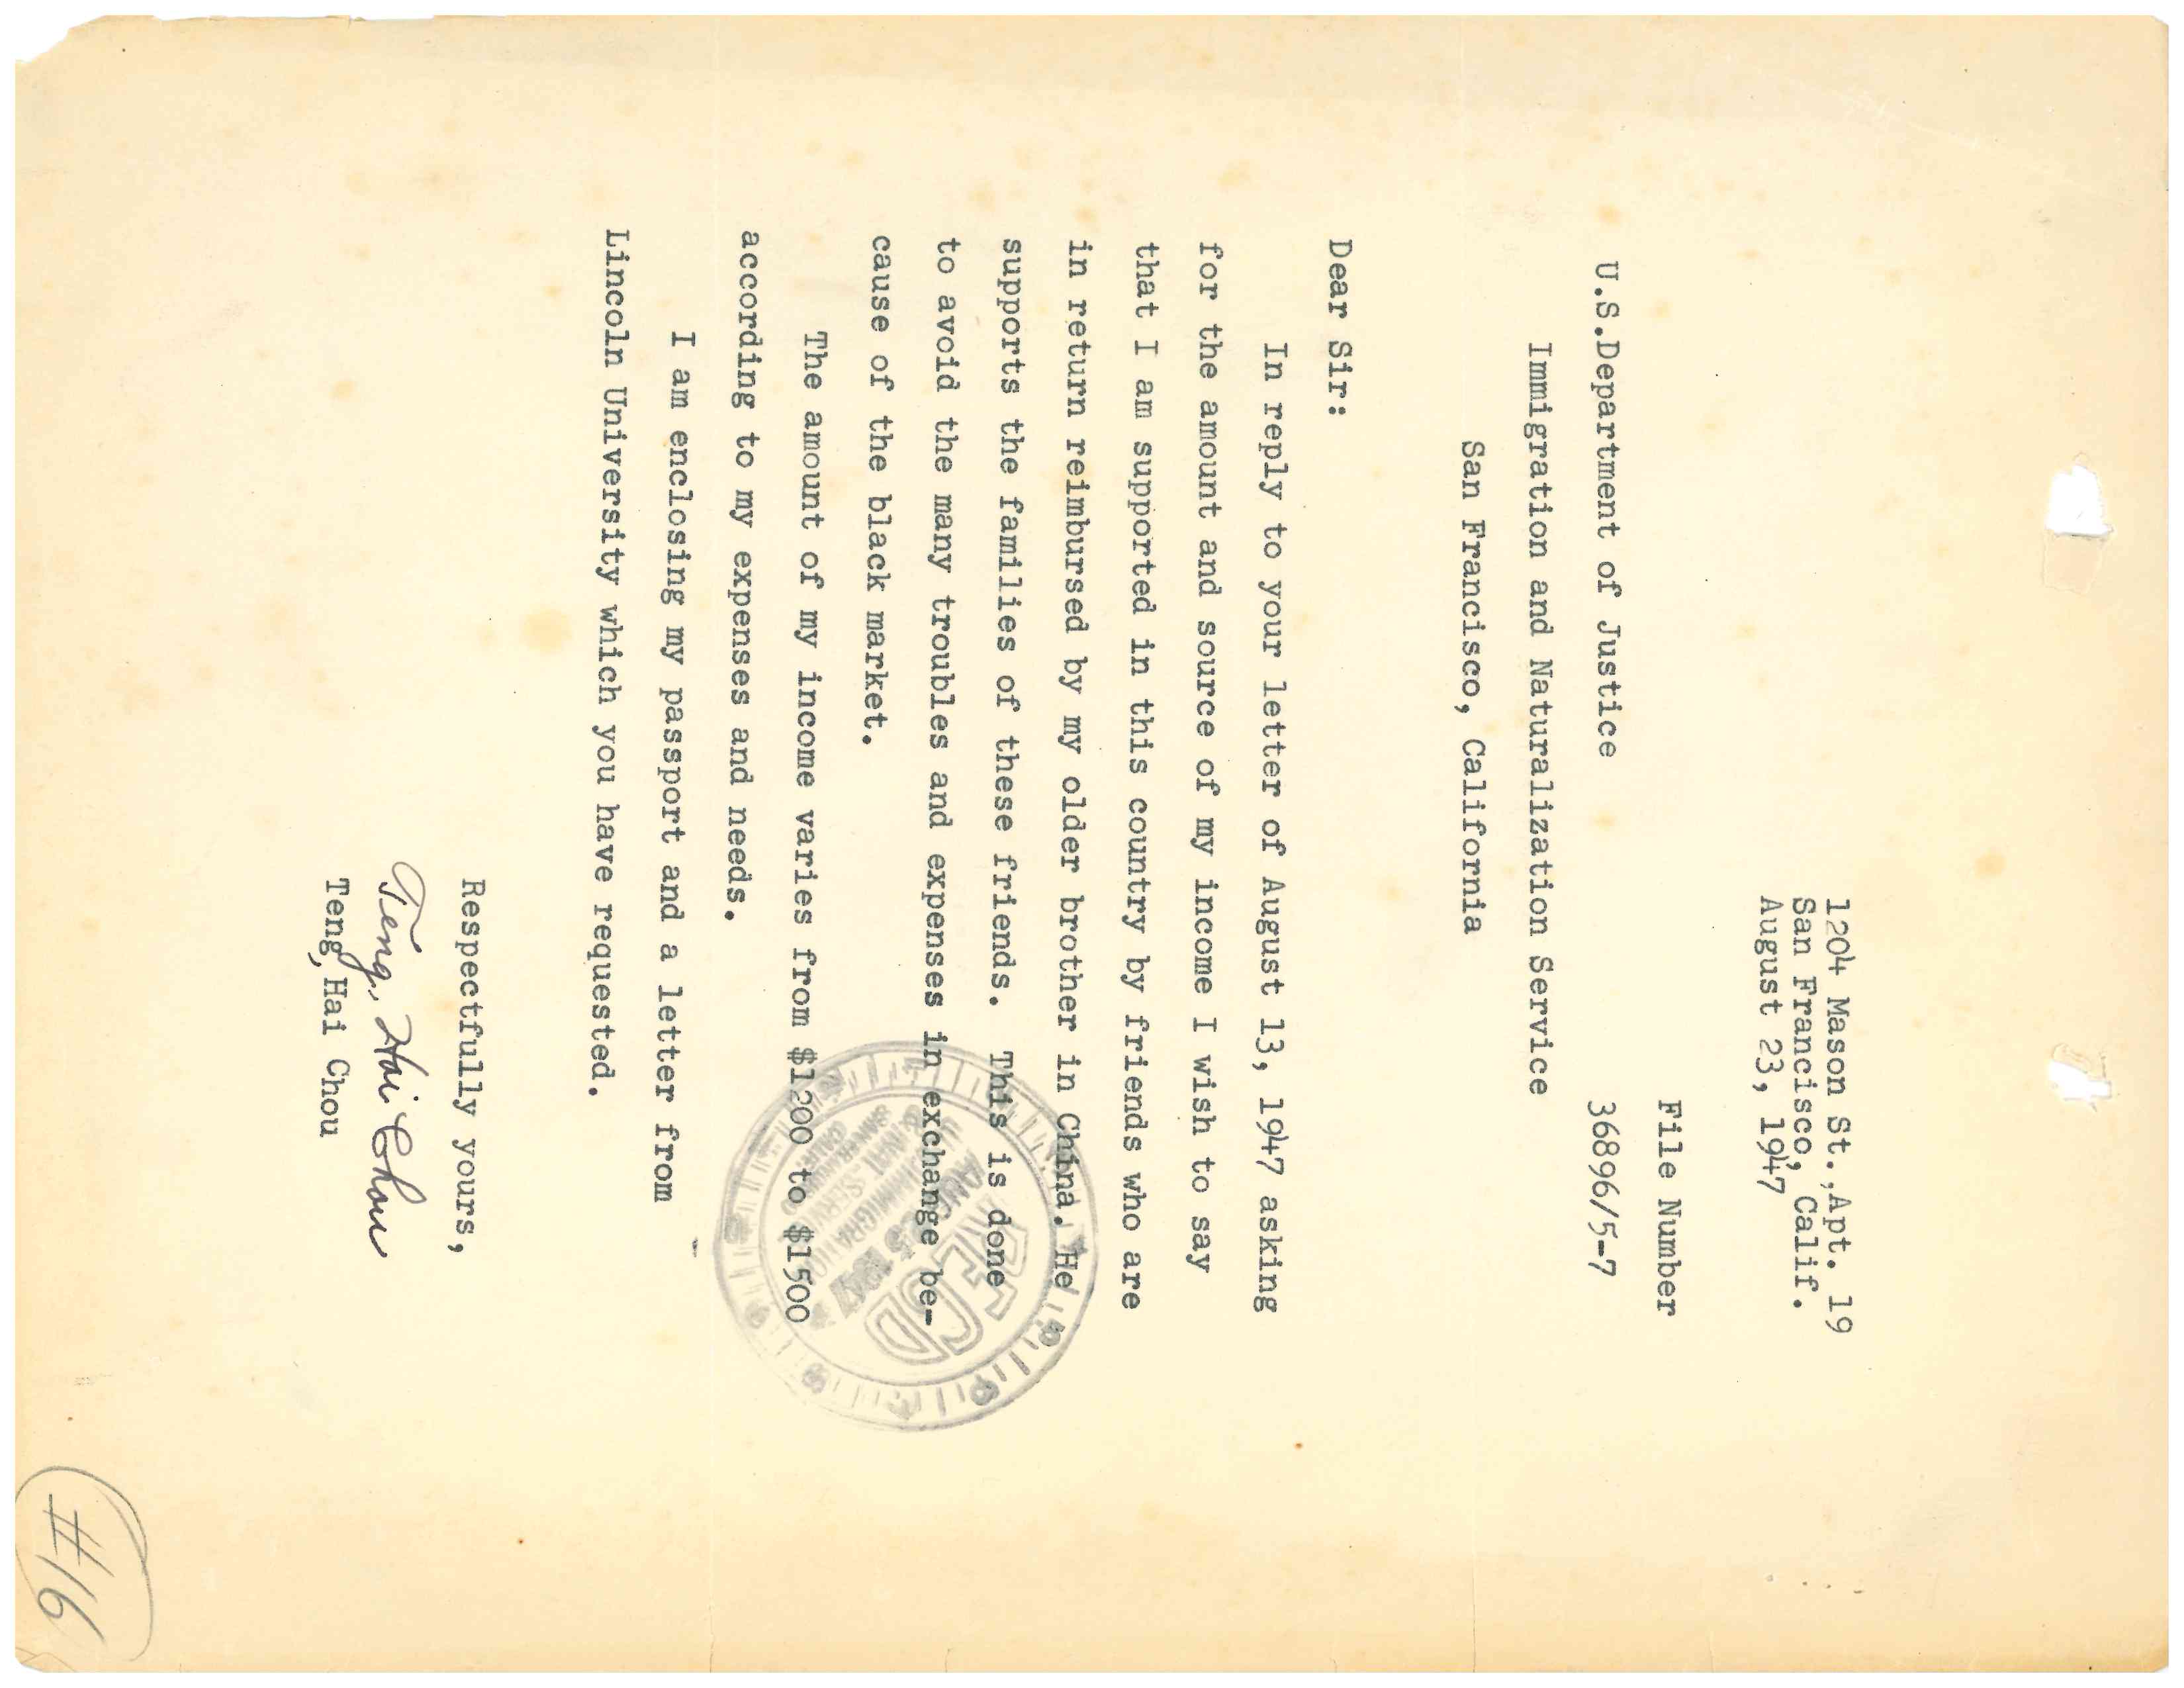 1204 Mason St.,Apt. 19
San Francisco, Calif.
August 23, 1947
File Number
U.S.Department of Justice
36896/5-7
Immigration and Naturalization Service
San Francisco, California
Dear Sir:
In reply to your letter of August 13, 1947 asking
for the amount and source of my income I wish to say
that I am supported in this country by friends who are
in return reimbursed by my older brother in China. He
supports the families of these friends. This is done
to avoid the many troubles and expenses in exchange be-
cause of the black market.
The amount of my income varies from $1200 to $1500
according to my expenses and needs.
I am enclosing my passport and a letter from
Lincoln University which you have requested.
REC'D
AUG 25 1947
IMMIGRATION
& NAT. SERVICE
SAN FRANCISCO
CALIF.
Respectfully yours,
Teng, Hai Chou
Teng, Hai Chou
#16